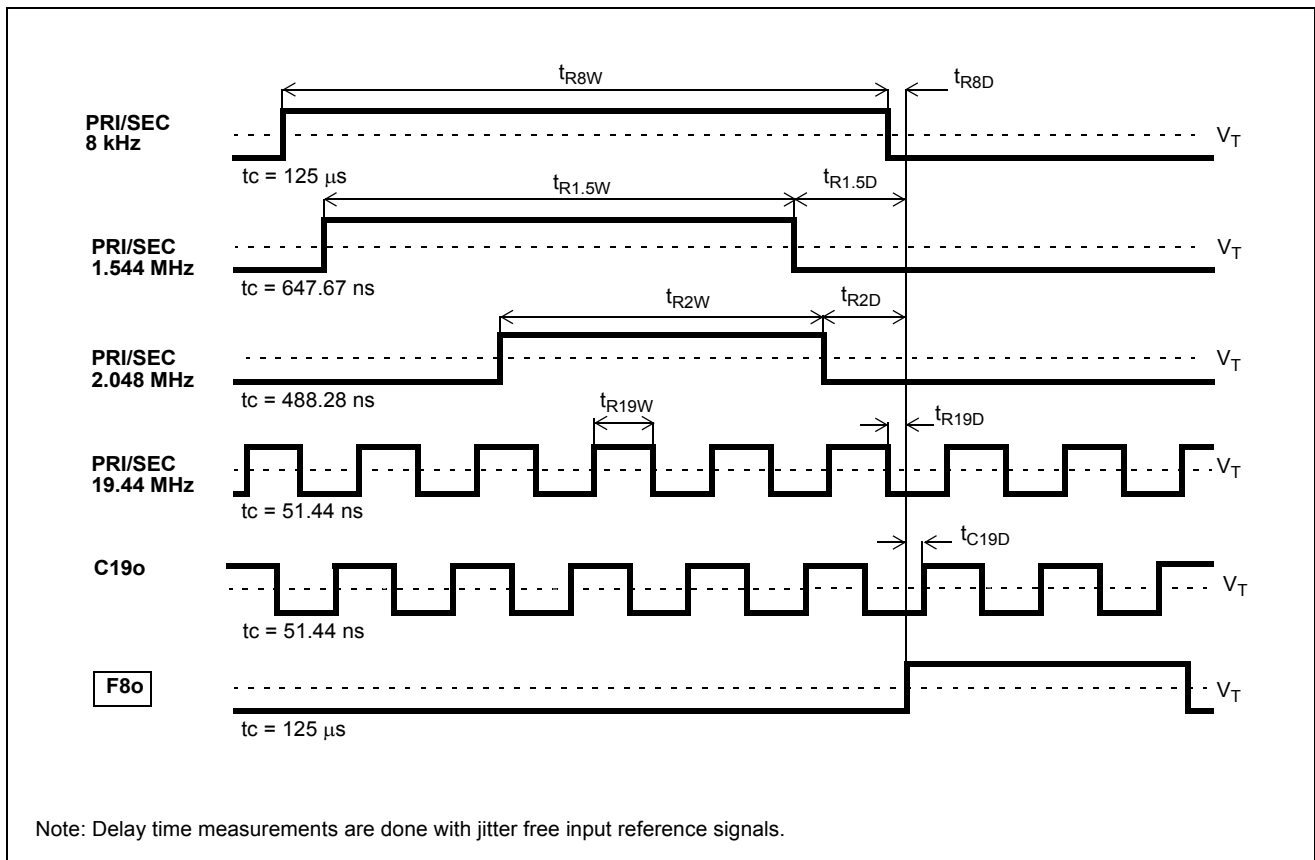 tR8W
tR8D
PRI/SEC
8 kHz
VT
tc = 125 μs
tR1.5W
tR1.5D
PRI/SEC
1.544 MHz
VT
tc = 647.67 ns
tR2W
tR2D
PRI/SEC
2.048 MHz
VT
tc = 488.28 ns
tR19W
tR19D
PRI/SEC
19.44 MHz
VT
tc = 51.44 ns
tC19D
C19o
VT
tc = 51.44 ns
F8o
VT
tc = 125 μs
Note: Delay time measurements are done with jitter free input reference signals.